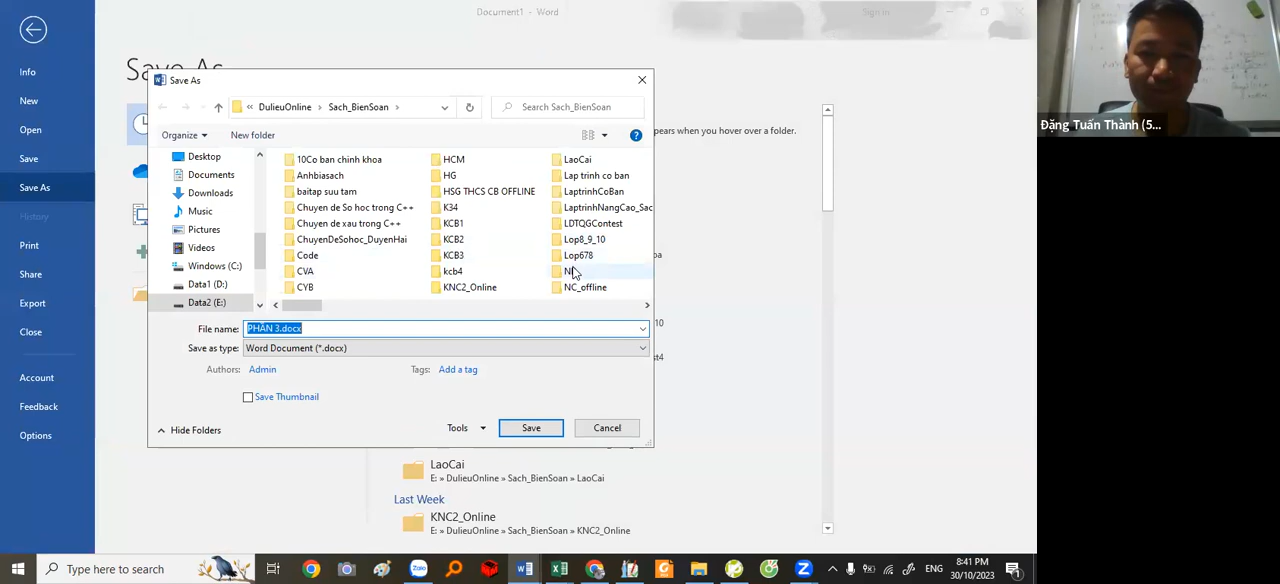 Document1 - Word
Sign in
Info
New
Open
Save
Save As
History
Print
Share
Export
Close
Account
Feedback
Options
Save As
Save As
DulieuOnline
Sach_BienSoan
Search Sach_BienSoan
Organize
New folder
Desktop
Documents
Downloads
Music
Pictures
Videos
Windows (C:)
Data1 (D:)
Data2 (E:)
10Co ban chinh khoa
Anhbiasach
baitap suu tam
Chuyen de So hoc trong C++
Chuyen de xau trong C++
ChuyenDeSohoc_DuyenHai
Code
CVA
CYB
HCM
HG
HSG THCS CB OFFLINE
K34
KCB1
KCB2
KCB3
kcb4
KNC2_Online
LaoCai
Lap trinh co ban
LaptrinhCoBan
LaptrinhNangCao_Sac
LDTQGContest
Lop8_9_10
Lop678
NC_offline
File name:
PHẦN 3.docx
Save as type:
Word Document (*.docx)
Authors:
Admin
Tags:
Add a tag
Save Thumbnail
Hide Folders
Tools
Save
Cancel
pears when you hover over a folder.
LaoCai
E: » DulieuOnline » Sach_BienSoan » LaoCai
Last Week
KNC2_Online
E: » DulieuOnline » Sach_BienSoan » KNC2_Online
Đặng Tuấn Thành (5...
Type here to search
ENG
8:41 PM
30/10/2023